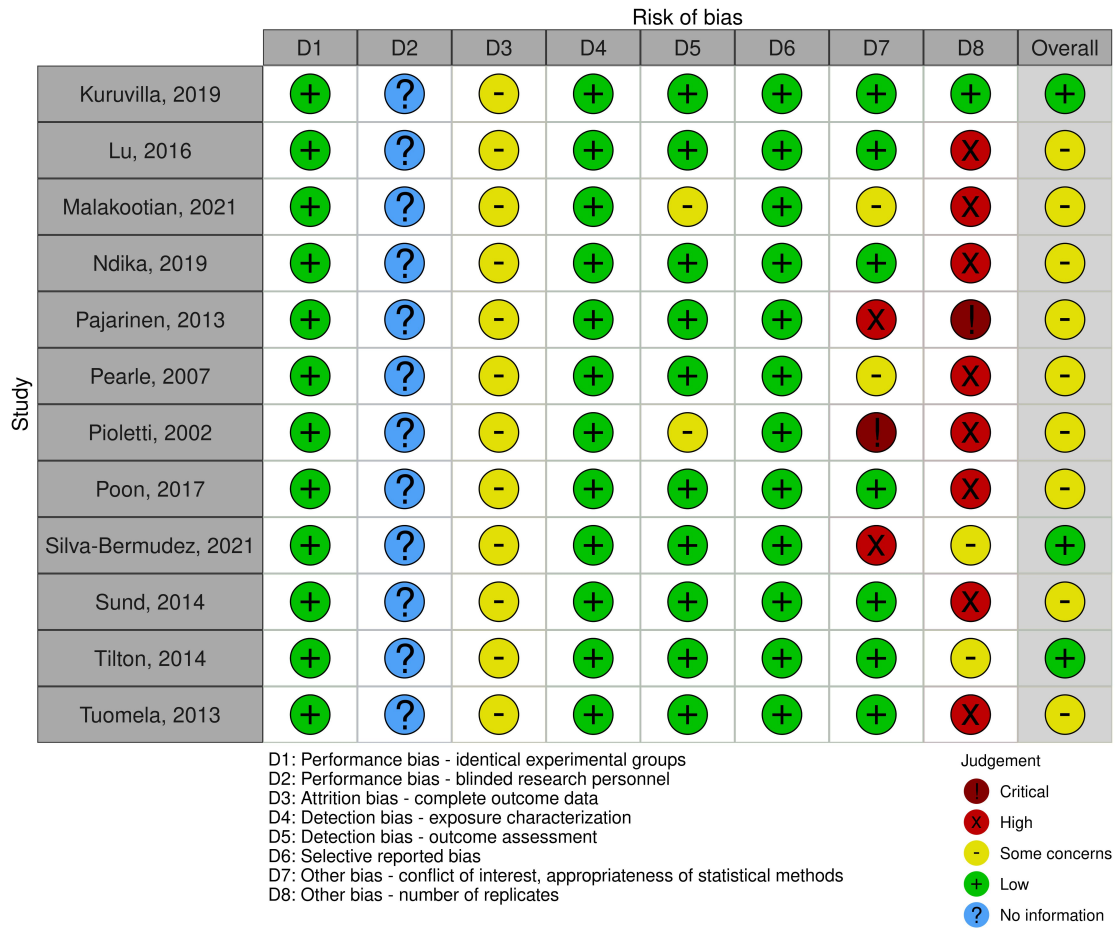 Risk of bias
D1 D2 D3 D4 D5 D6 D7 D8 Overall
Study
Kuruvilla, 2019 + ? - + + + + + +
Lu, 2016 + ? - + + + + X -
Malakootian, 2021 + ? - + - + - X -
Ndika, 2019 + ? - + + + + X -
Pajarinen, 2013 + ? - + + + X ! -
Pearle, 2007 + ? - + + + - X -
Pioletti, 2002 + ? - + - + ! X -
Poon, 2017 + ? - + + + + X -
Silva-Bermudez, 2021 + ? - + + + X - +
Sund, 2014 + ? - + + + + X -
Tilton, 2014 + ? - + + + + - +
Tuomela, 2013 + ? - + + + + X -
D1: Performance bias - identical experimental groups
D2: Performance bias - blinded research personnel
D3: Attrition bias - complete outcome data
D4: Detection bias - exposure characterization
D5: Detection bias - outcome assessment
D6: Selective reported bias
D7: Other bias - conflict of interest, appropriateness of statistical methods
D8: Other bias - number of replicates
Judgement
! Critical
X High
- Some concerns
+ Low
? No information